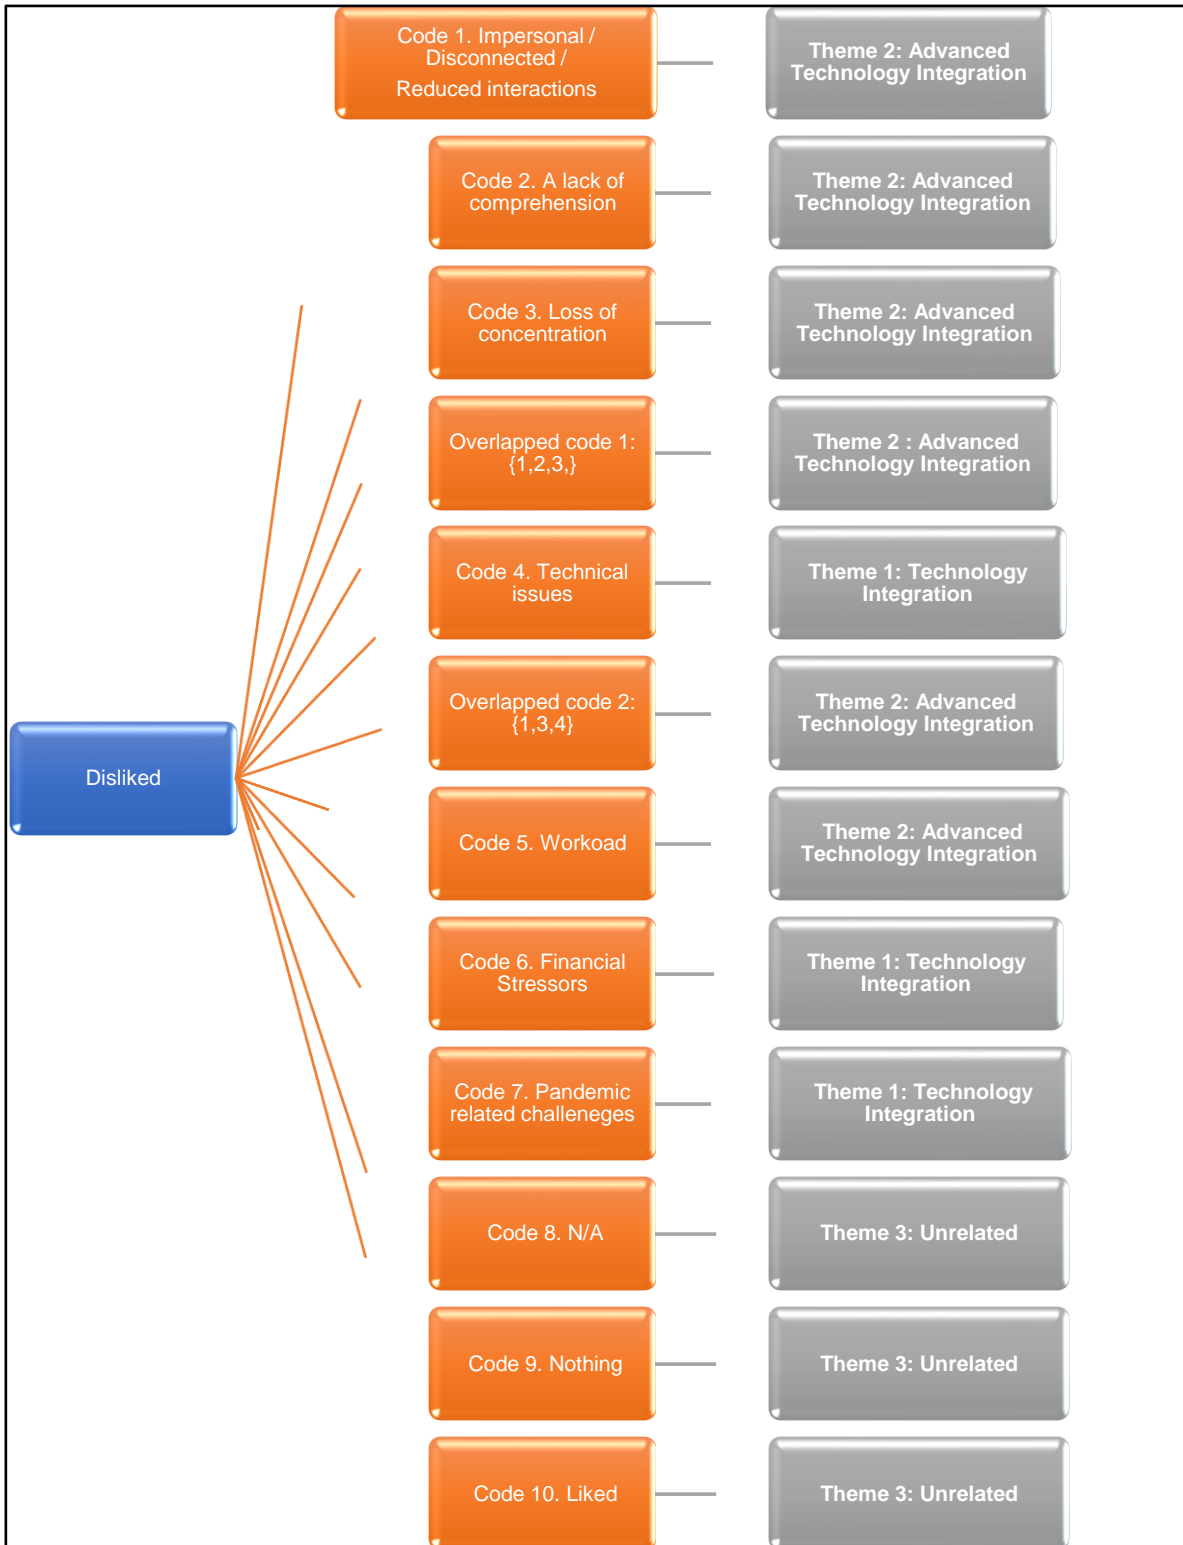 Code 1. Impersonal /
Disconnected /
Reduced interactions
Theme 2: Advanced
Technology Integration
Code 2. A lack of
comprehension
Theme 2: Advanced
Technology Integration
Code 3. Loss of
concentration
Theme 2: Advanced
Technology Integration
Overlapped code 1:
{1,2,3,}
Theme 2 : Advanced
Technology Integration
Code 4. Technical
issues
Theme 1: Technology
Integration
Overlapped code 2:
{1,3,4}
Theme 2: Advanced
Technology Integration
Disliked
Code 5. Workoad
Theme 2: Advanced
Technology Integration
Code 6. Financial
Stressors
Theme 1: Technology
Integration
Code 7. Pandemic
related challeneges
Theme 1: Technology
Integration
Code 8. N/A
Theme 3: Unrelated
Code 9. Nothing
Theme 3: Unrelated
Code 10. Liked
Theme 3: Unrelated